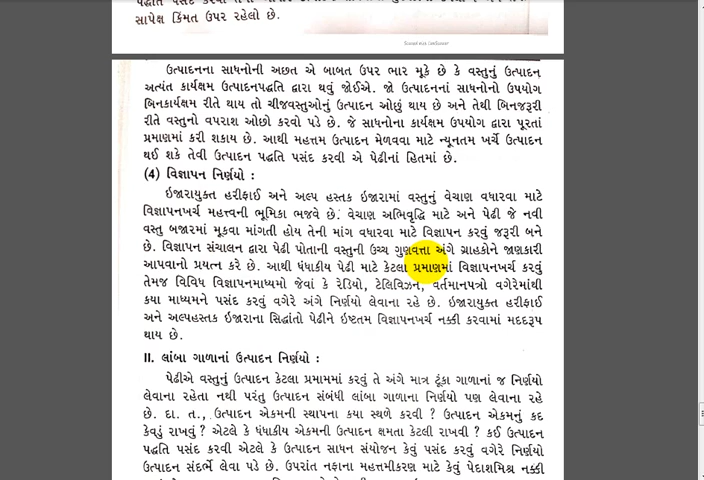 સાપેક્ષ કિંમત ઉપર રહેલો છે.
ઉત્પાદનના સાધનોની અછત એ બાબત ઉપર ભાર મૂકે છે કે વસ્તુનું ઉત્પાદન
અત્યંત કાર્યક્ષમ ઉત્પાદનપદ્ધતિ દ્વારા થવું જોઈએ. જો ઉત્પાદનનાં સાધનોનો ઉપયોગ
બિનકાર્યક્ષમ રીતે થાય તો ચીજવસ્તુઓનું ઉત્પાદન ઓછું થાય છે અને તેથી બિનજરૂરી
રીતે વસ્તુનો વપરાશ ઓછો કરવો પડે છે. જે સાધનોના કાર્યક્ષમ ઉપયોગ દ્વારા પૂરતાં
પ્રમાણમાં કરી શકાય છે. આથી મહત્તમ ઉત્પાદન મેળવવા માટે ન્યૂનતમ ખર્ચે ઉત્પાદન
થઈ શકે તેવી ઉત્પાદન પદ્ધતિ પસંદ કરવી એ પેઢીનાં હિતમાં છે.
(4) વિજ્ઞાપન નિર્ણયો :
ઇજારાયુક્ત હરીફાઈ અને અલ્પ હસ્તક ઇજારામાં વસ્તુનું વેચાણ વધારવા માટે
વિજ્ઞાપનખર્ચ મહત્ત્વની ભૂમિકા ભજવે છે. વેચાણ અભિવૃદ્ધિ માટે અને પેઢી જે નવી
વસ્તુ બજારમાં મૂકવા માંગતી હોય તેની માંગ વધારવા માટે વિજ્ઞાપન કરવું જરૂરી બને
છે. વિજ્ઞાપન સંચાલન દ્વારા પેઢી પોતાની વસ્તુની ઉચ્ચ ગુણવત્તા અંગે ગ્રાહકોને જાણકારી
આપવાનો પ્રયત્ન કરે છે. આથી ધંધાકીય પેઢી માટે કેટલા પ્રમાણમાં વિજ્ઞાપનખર્ચ કરવું
તેમજ વિવિધ વિજ્ઞાપનમાધ્યમો જેવાં કે રેડિયો, ટેલિવિઝન, વર્તમાનપત્રો વગેરેમાંથી
કયા માધ્યમને પસંદ કરવું વગેરે અંગે નિર્ણયો લેવાના રહે છે. ઇજારાયુક્ત હરીફાઈ
અને અલ્પહસ્તક ઇજારાના સિદ્ધાંતો પેઢીને ઇષ્ટતમ વિજ્ઞાપનખર્ચ નક્કી કરવામાં મદદરૂપ
થાય છે.
II. લાંબા ગાળાનાં ઉત્પાદન નિર્ણયો :
પેઢીએ વસ્તુનું ઉત્પાદન કેટલા પ્રમામમાં કરવું તે અંગે માત્ર ટૂંકા ગાળાનાં જ નિર્ણયો
લેવાના રહેતા નથી પરંતુ ઉત્પાદન સંબંધી લાંબા ગાળાના નિર્ણયો પણ લેવાના રહે
છે. દા. ત., ઉત્પાદન એકમની સ્થાપના કયા સ્થળે કરવી ? ઉત્પાદન એકમનું કદ
કેવડું રાખવું ? એટલે કે ધંધાકીય એકમની ઉત્પાદન ક્ષમતા કેટલી રાખવી ? કઈ ઉત્પાદન
પદ્ધતિ પસંદ કરવી એટલે કે ઉત્પાદન સાધન સંયોજન કેવું પસંદ કરવું વગેરે નિર્ણયો
ઉત્પાદન સંદર્ભે લેવા પડે છે. ઉપરાંત નફાના મહત્તમીકરણ માટે કેવું પેદાશમિશ્ર નક્કી